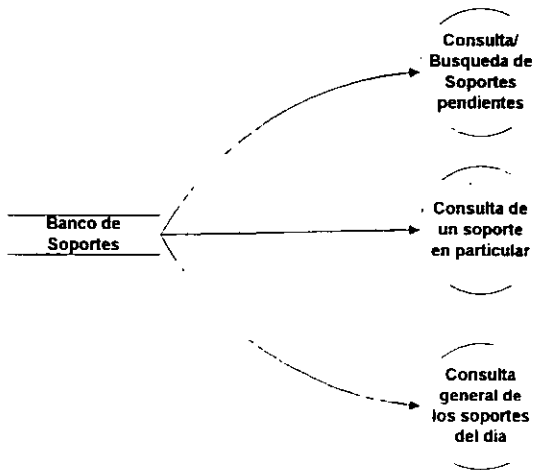 Consulta/
Busqueda de
Soportes
pendientes
Banco de
Soportes
Consulta de
un soporte
en particular
Consulta
general de
los soportes
del dia